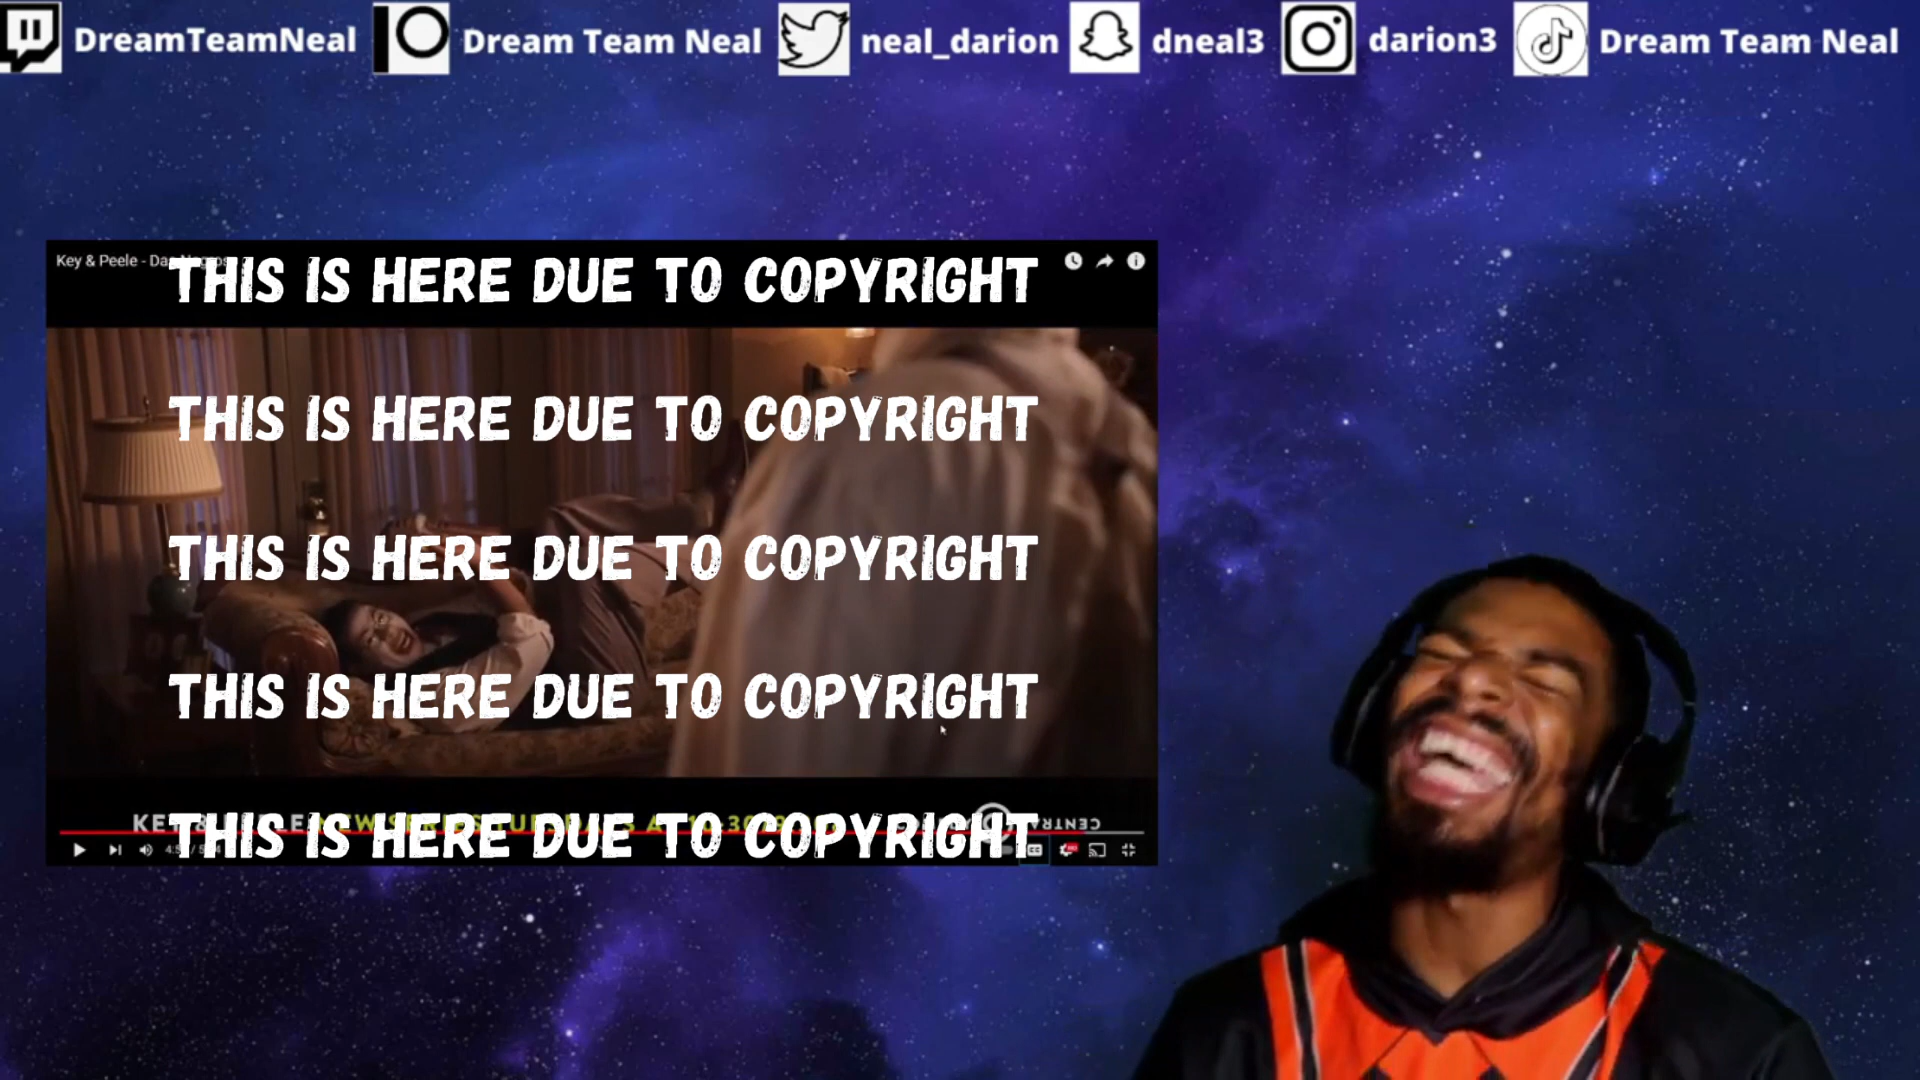 DreamTeamNeal Dream Team Neal neal_darion dneal3 darion3 Dream Team Neal
Key & Peele - Da
THIS IS HERE DUE TO COPYRIGHT
THIS IS HERE DUE TO COPYRIGHT
THIS IS HERE DUE TO COPYRIGHT
THIS IS HERE DUE TO COPYRIGHT
THIS IS HERE DUE TO COPYRIGHT